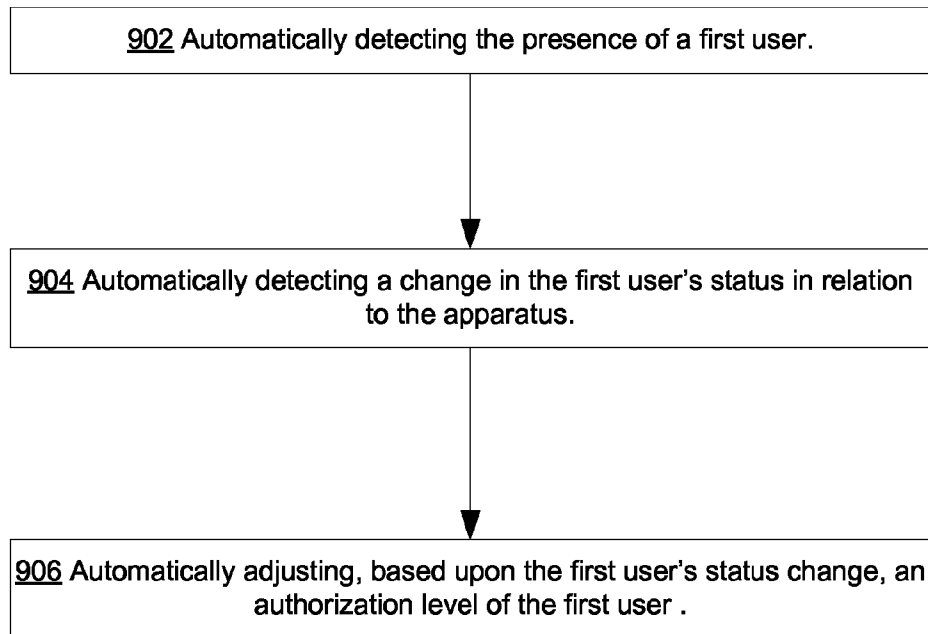 902 Automatically detecting the presence of a first user.
904 Automatically detecting a change in the first user's status in relation
to the apparatus.
906 Automatically adjusting, based upon the first user's status change, an
authorization level of the first user .